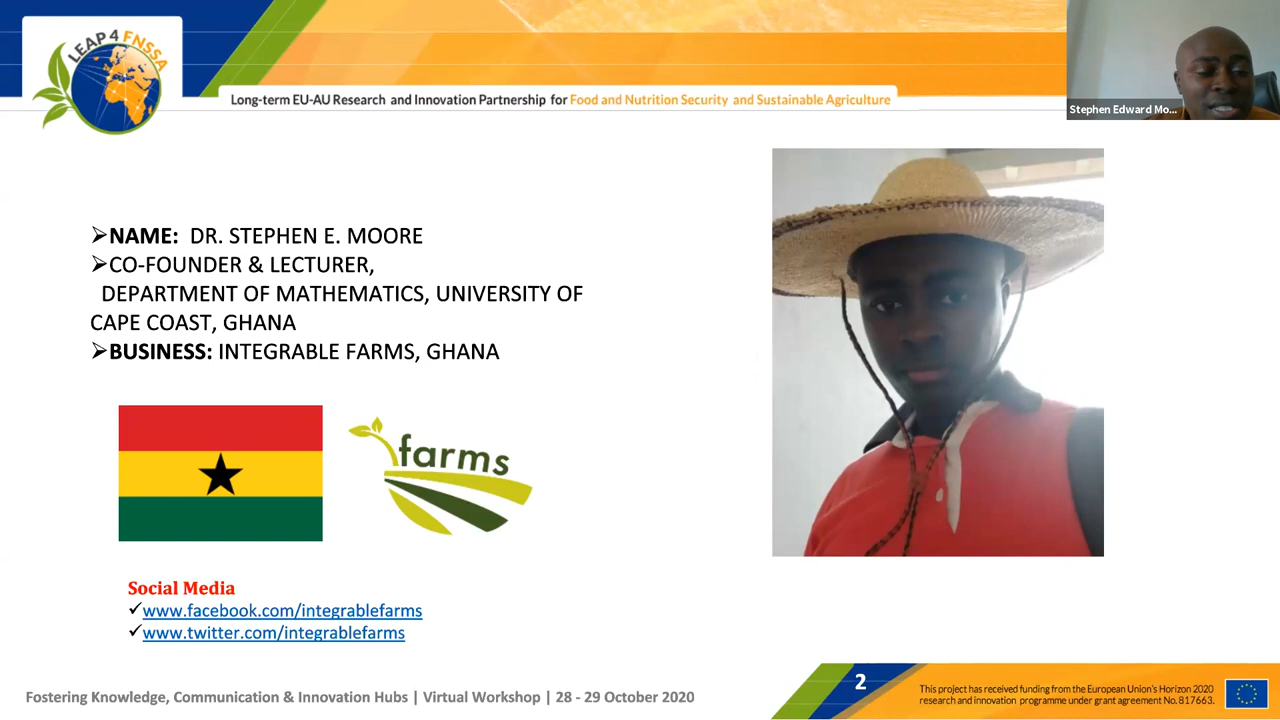 LEAP 4 FNSSA
Long-term EU-AU Research and Innovation Partnership for Food and Nutrition Security and Sustainable Agriculture
Stephen Edward Mo...
➢NAME: DR. STEPHEN E. MOORE
➢CO-FOUNDER & LECTURER,
DEPARTMENT OF MATHEMATICS, UNIVERSITY OF
CAPE COAST, GHANA
➢BUSINESS: INTEGRABLE FARMS, GHANA
farms
Social Media
✓www.facebook.com/integrablefarms
✓www.twitter.com/integrablefarms
Fostering Knowledge, Communication & Innovation Hubs | Virtual Workshop | 28 - 29 October 2020
2
This project has received funding from the European Union's Horizon 2020
research and innovation programme under grant agreement No. 817663.